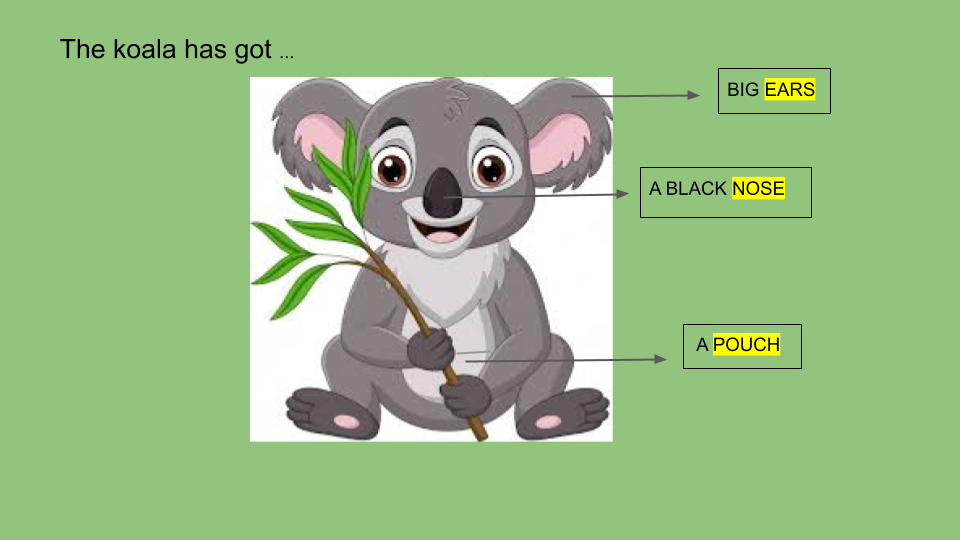 The koala has got ...
BIG EARS
A BLACK NOSE
A POUCH